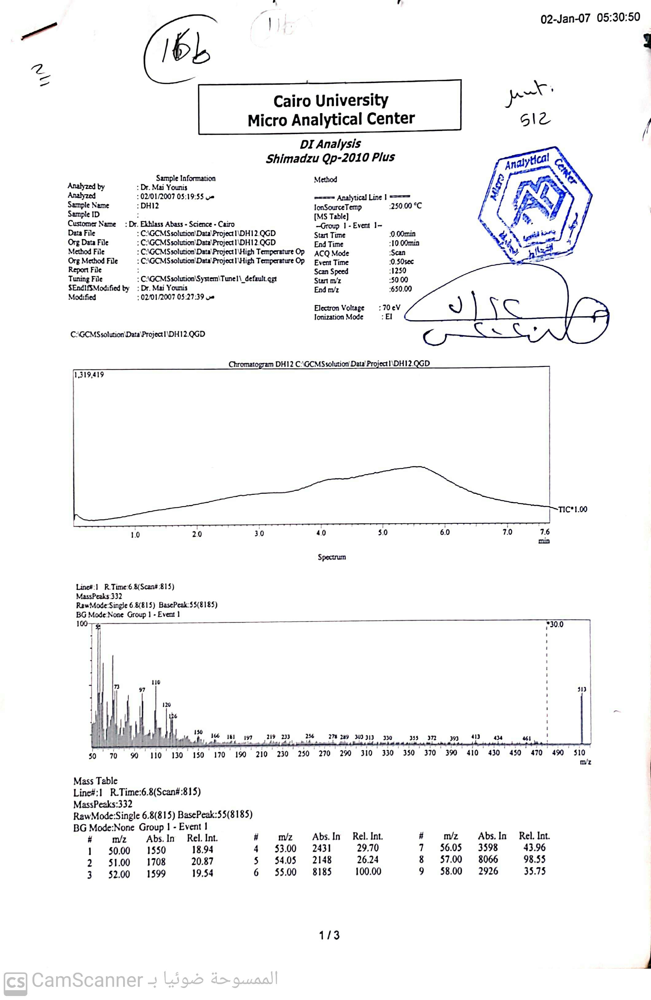 02-Jan-07 05:30:50
16b
11b
Mwt.
512
Cairo University
Micro Analytical Center
DI Analysis
Shimadzu Qp-2010 Plus
Micro Analytical Center
Sample Information
Analyzed by : Dr. Mai Younis
Analyzed : 02/01/2007 05:19:55 ص
Sample Name : DH12
Sample ID :
Customer Name : Dr. Ekhlass Abass - Science - Cairo
Data File : C:\GCMSsolution\Data\Project1\DH12.QGD
Org Data File : C:\GCMSsolution\Data\Project1\DH12.QGD
Method File : C:\GCMSsolution\Data\Project1\High Temperature Op
Org Method File : C:\GCMSsolution\Data\Project1\High Temperature Op
Report File :
Tuning File : C:\GCMSsolution\System\Tune1\_default.qgt
$EndIf$Modified by : Dr. Mai Younis
Modified : 02/01/2007 05:27:39 ص
Method
===== Analytical Line 1 =====
IonSourceTemp :250.00 °C
[MS Table]
--Group 1 - Event 1--
Start Time :0.00min
End Time :10.00min
ACQ Mode :Scan
Event Time :0.50sec
Scan Speed :1250
Start m/z :50.00
End m/z :650.00
Electron Voltage : 70 eV
Ionization Mode : EI
C:\GCMSsolution\Data\Project1\DH12.QGD
Chromatogram DH12 C:\GCMSsolution\Data\Project1\DH12.QGD
1,319,419
TIC*1.00
1.0 2.0 3.0 4.0 5.0 6.0 7.0 7.6
min
Spectrum
Line#:1 R.Time:6.8(Scan#:815)
MassPeaks:332
RawMode:Single 6.8(815) BasePeak:55(8185)
BG Mode:None Group 1 - Event 1
100
*30.0
73 97 110 120 126 150 166 181 197 219 233 256 278 289 303 313 330 355 372 393 413 434 461 513
50 70 90 110 130 150 170 190 210 230 250 270 290 310 330 350 370 390 410 430 450 470 490 510
m/z
Mass Table
Line#:1 R.Time:6.8(Scan#:815)
MassPeaks:332
RawMode:Single 6.8(815) BasePeak:55(8185)
BG Mode:None Group 1 - Event 1
# m/z Abs. In Rel. Int. # m/z Abs. In Rel. Int. # m/z Abs. In Rel. Int.
1 50.00 1550 18.94 4 53.00 2431 29.70 7 56.05 3598 43.96
2 51.00 1708 20.87 5 54.05 2148 26.24 8 57.00 8066 98.55
3 52.00 1599 19.54 6 55.00 8185 100.00 9 58.00 2926 35.75
1 / 3
CS CamScanner الممسوحة ضوئيا بـ